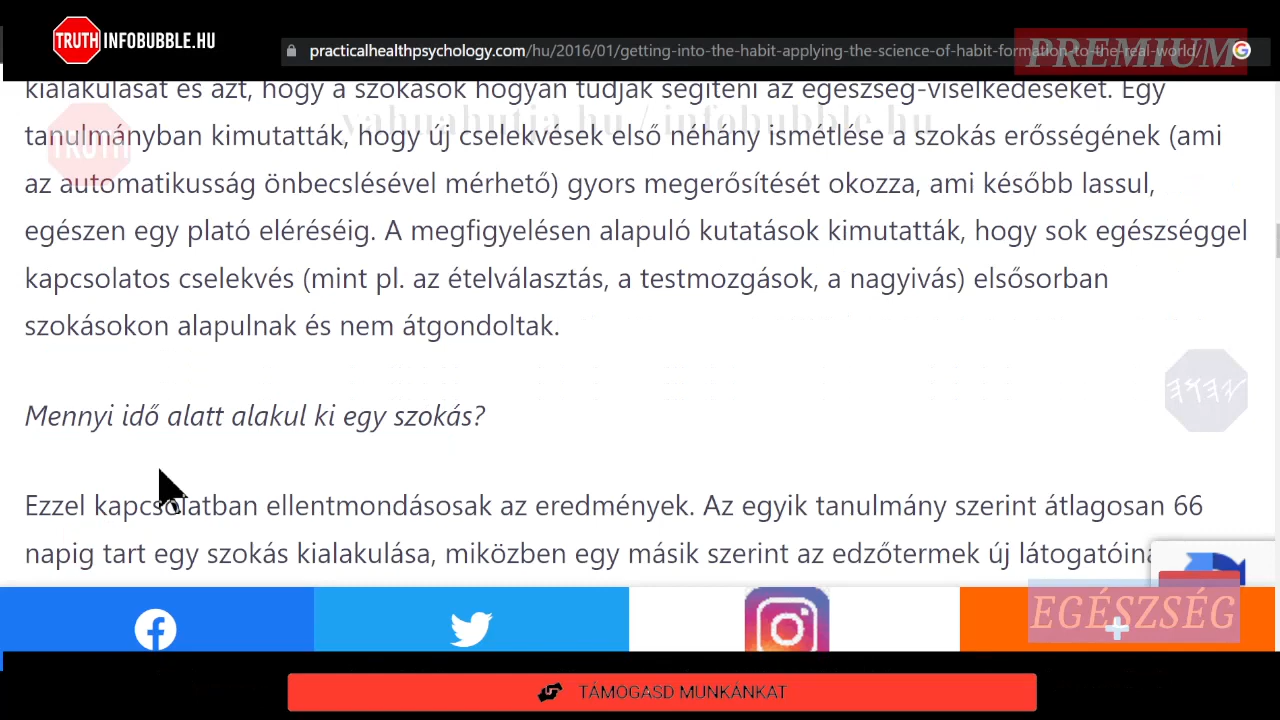 TRUTH INFOBUBBLE.HU
practicalhealthpsychology.com/hu/2016/01/getting-into-the-habit-applying-the-science-of-habit-formation-to-the-real-world/
PREMIUM
kialakulását és azt, hogy a szokások hogyan tudják segíteni az egészség-viselkedéseket. Egy
yahuahutja.hu / infobubble.hu
tanulmányban kimutatták, hogy új cselekvések első néhány ismétlése a szokás erősségének (ami
TRUTH
az automatikusság önbecslésével mérhető) gyors megerősítését okozza, ami később lassul,
egészen egy plató eléréséig. A megfigyelésen alapuló kutatások kimutatták, hogy sok egészséggel
kapcsolatos cselekvés (mint pl. az ételválasztás, a testmozgások, a nagyivás) elsősorban
szokásokon alapulnak és nem átgondoltak.
𐤉𐤄𐤅𐤄
Mennyi idő alatt alakul ki egy szokás?
Ezzel kapcsolatban ellentmondásosak az eredmények. Az egyik tanulmány szerint átlagosan 66
napig tart egy szokás kialakulása, miközben egy másik szerint az edzőtermek új
EGÉSZSÉG
TÁMOGASD MUNKÁNKAT